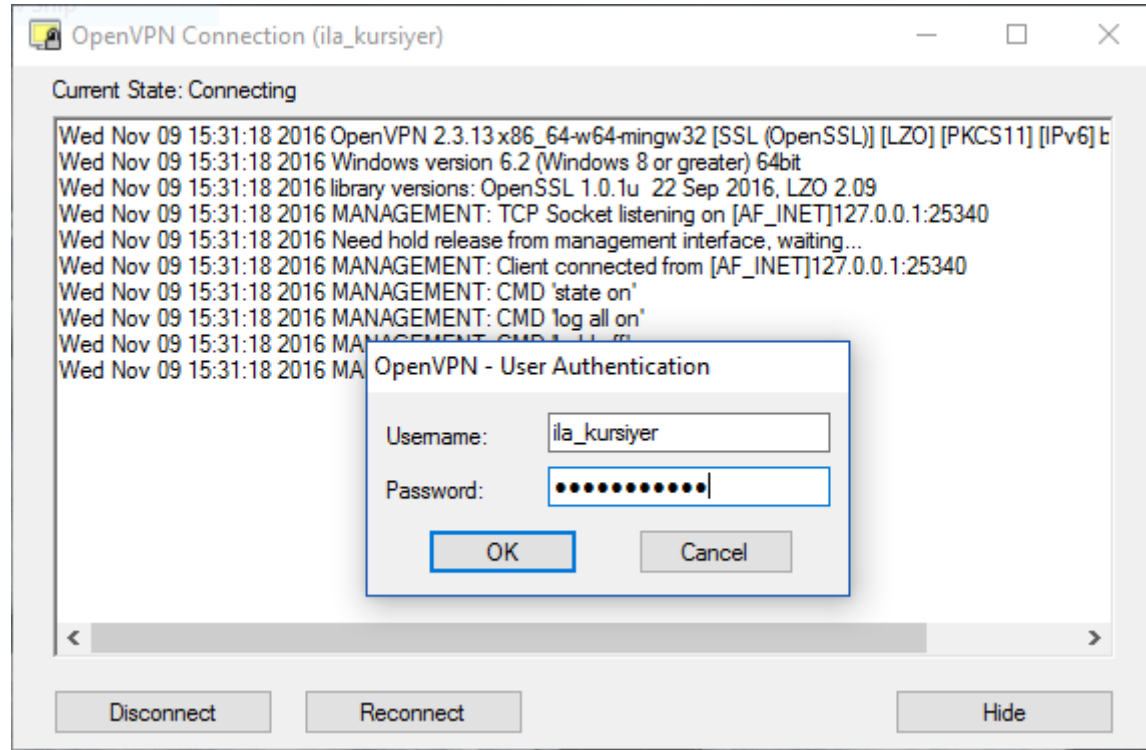 OpenVPN Connection (ila_kursiyer)
Current State: Connecting
Wed Nov 09 15:31:18 2016 OpenVPN 2.3.13 x86_64-w64-mingw32 [SSL (OpenSSL)] [LZO] [PKCS11] [IPv6] b
Wed Nov 09 15:31:18 2016 Windows version 6.2 (Windows 8 or greater) 64bit
Wed Nov 09 15:31:18 2016 library versions: OpenSSL 1.0.1u 22 Sep 2016, LZO 2.09
Wed Nov 09 15:31:18 2016 MANAGEMENT: TCP Socket listening on [AF_INET]127.0.0.1:25340
Wed Nov 09 15:31:18 2016 Need hold release from management interface, waiting...
Wed Nov 09 15:31:18 2016 MANAGEMENT: Client connected from [AF_INET]127.0.0.1:25340
Wed Nov 09 15:31:18 2016 MANAGEMENT: CMD 'state on'
Wed Nov 09 15:31:18 2016 MANAGEMENT: CMD 'log all on'
Wed Nov 09 15:31:18 2016 MANAGEMENT: CMD
Wed Nov 09 15:31:18 2016 MA
OpenVPN - User Authentication
Username: ila_kursiyer
Password: ●●●●●●●●●●●
OK Cancel
Disconnect Reconnect Hide